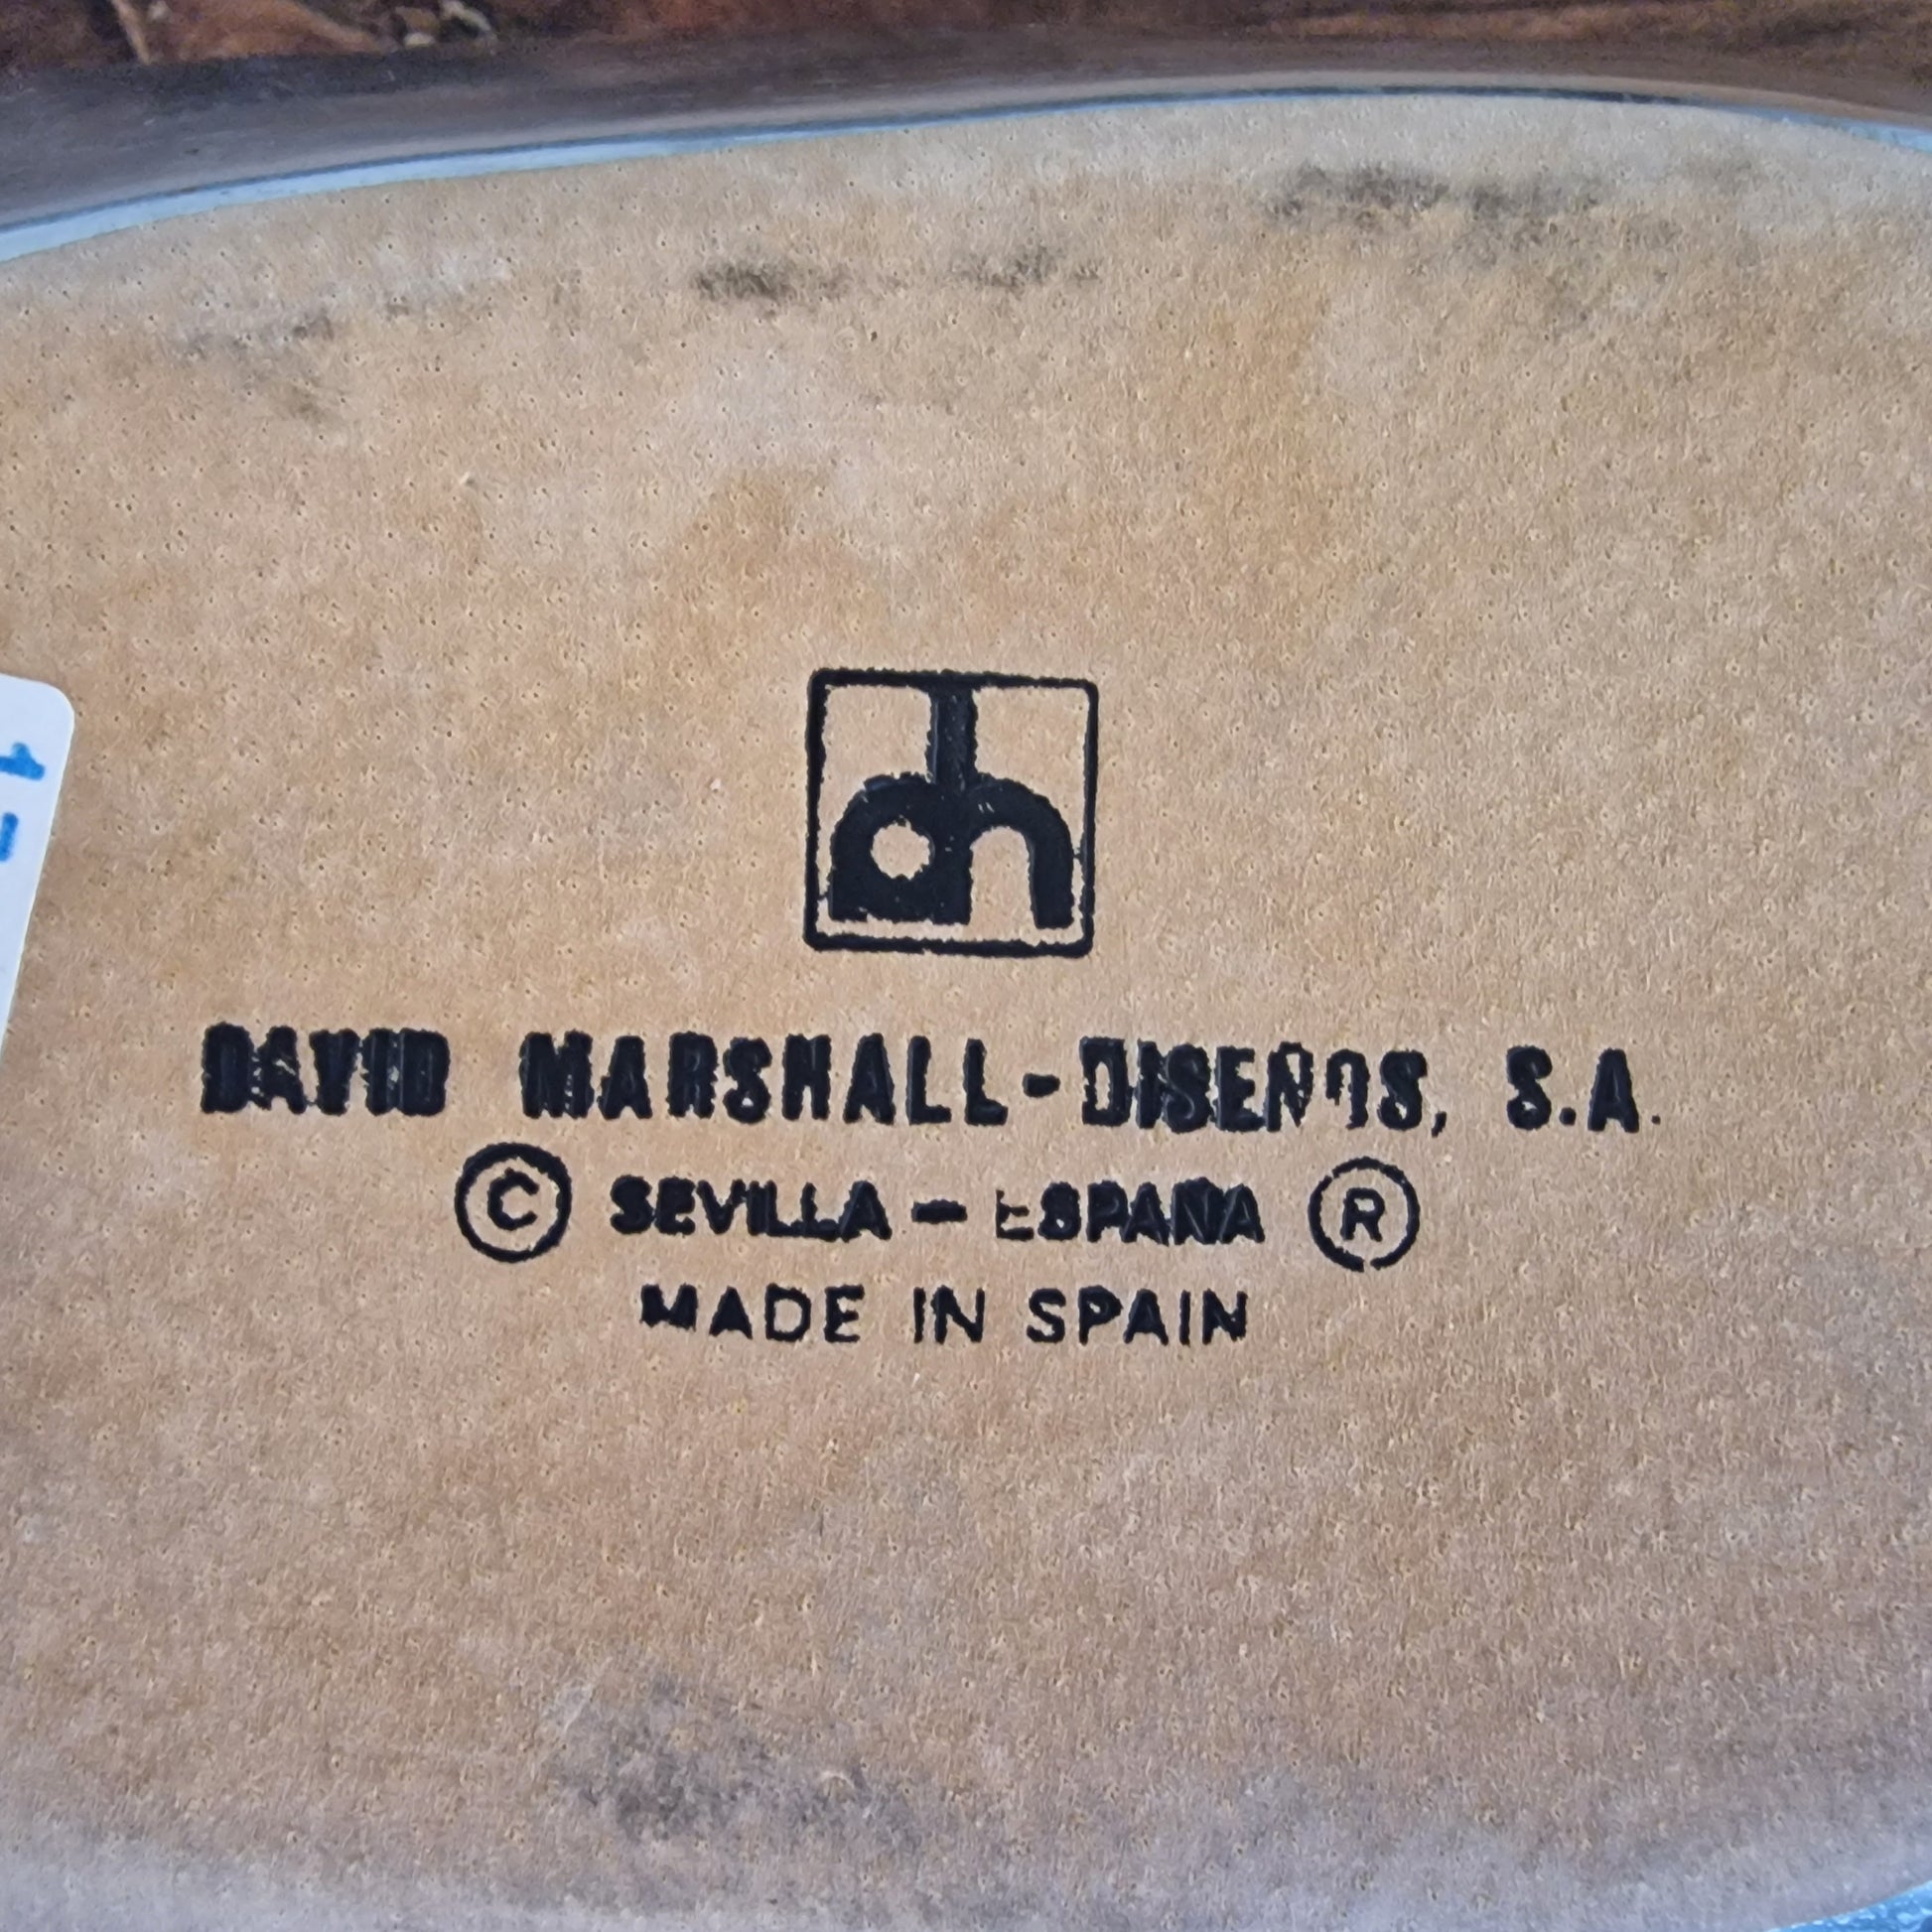 DAVID MARSHALL-DISEÑOS, S.A.
© SEVILLA - ESPAÑA ®
MADE IN SPAIN